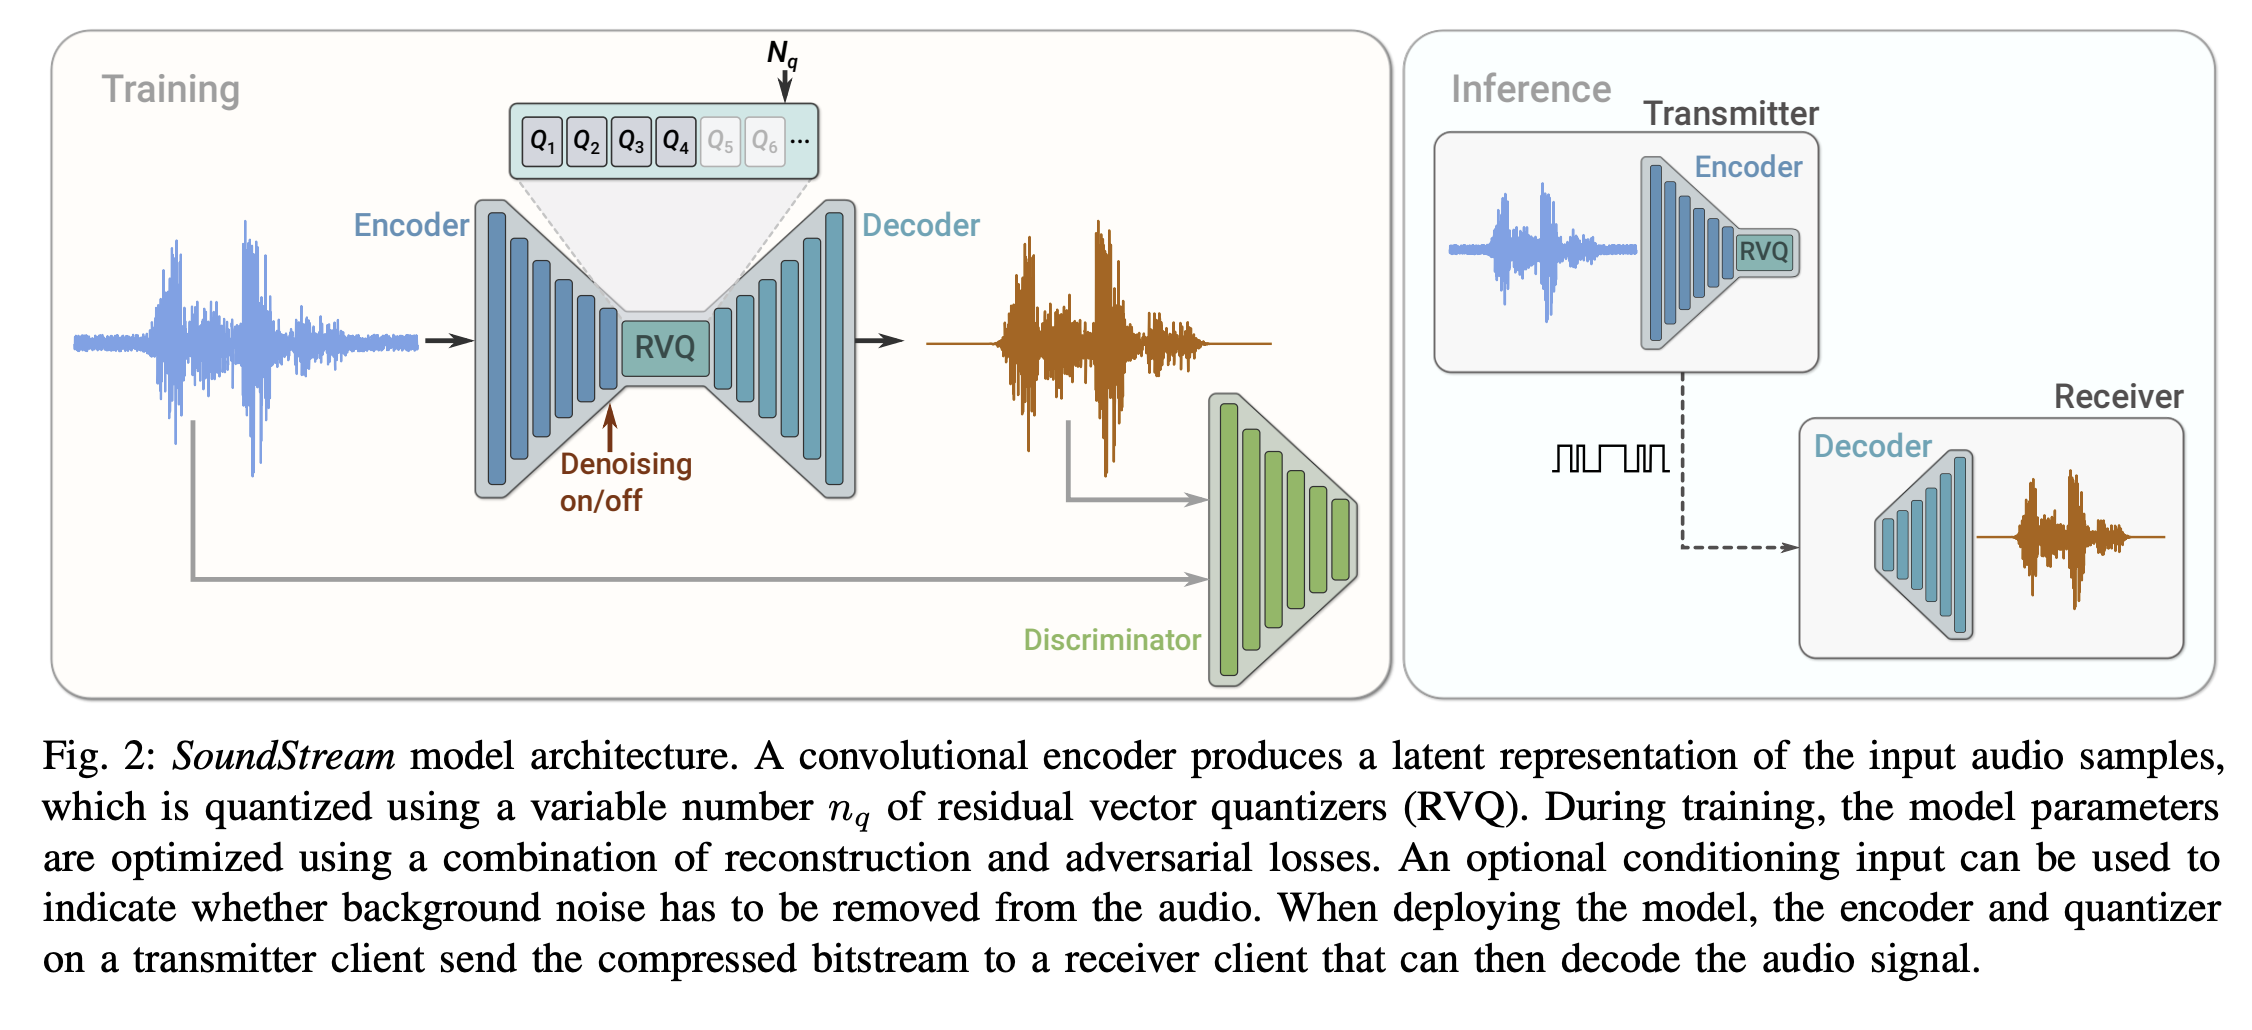 Training
N_q
Q_1 Q_2 Q_3 Q_4 Q_5 Q_6 ...
Encoder
Decoder
RVQ
Denoising
on/off
Discriminator
Inference
Transmitter
Encoder
RVQ
Receiver
Decoder
Fig. 2: SoundStream model architecture. A convolutional encoder produces a latent representation of the input audio samples,
which is quantized using a variable number n_q of residual vector quantizers (RVQ). During training, the model parameters
are optimized using a combination of reconstruction and adversarial losses. An optional conditioning input can be used to
indicate whether background noise has to be removed from the audio. When deploying the model, the encoder and quantizer
on a transmitter client send the compressed bitstream to a receiver client that can then decode the audio signal.